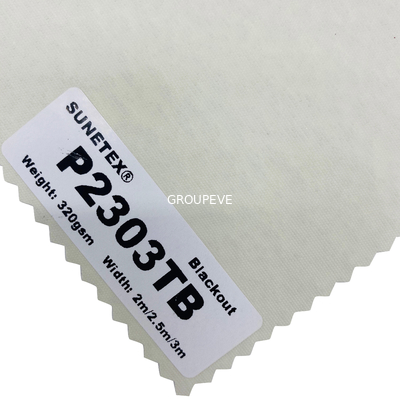 SUNETEX®
P2303TB
Blackout
Weight: 320gsm
Width: 2m/2.5m/3m
GROUPEVE